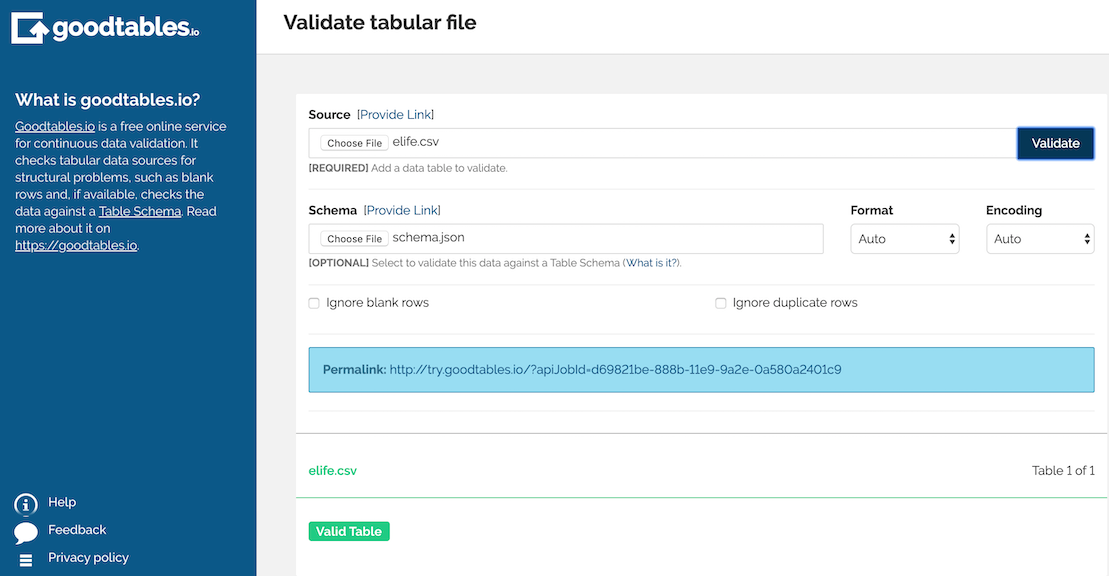 goodtables.io
Validate tabular file
What is goodtables.io?
Goodtables.io is a free online service
for continuous data validation. It
checks tabular data sources for
structural problems, such as blank
rows and, if available, checks the
data against a Table Schema. Read
more about it on
https://goodtables.io.
Source [Provide Link]
Choose File elife.csv
Validate
[REQUIRED] Add a data table to validate.
Schema [Provide Link]
Format
Encoding
Choose File schema.json
Auto
Auto
[OPTIONAL] Select to validate this data against a Table Schema (What is it?).
Ignore blank rows
Ignore duplicate rows
Permalink: http://try.goodtables.io/?apiJobId=d69821be-888b-11e9-9a2e-0a580a2401c9
elife.csv
Table 1 of 1
Valid Table
Help
Feedback
Privacy policy